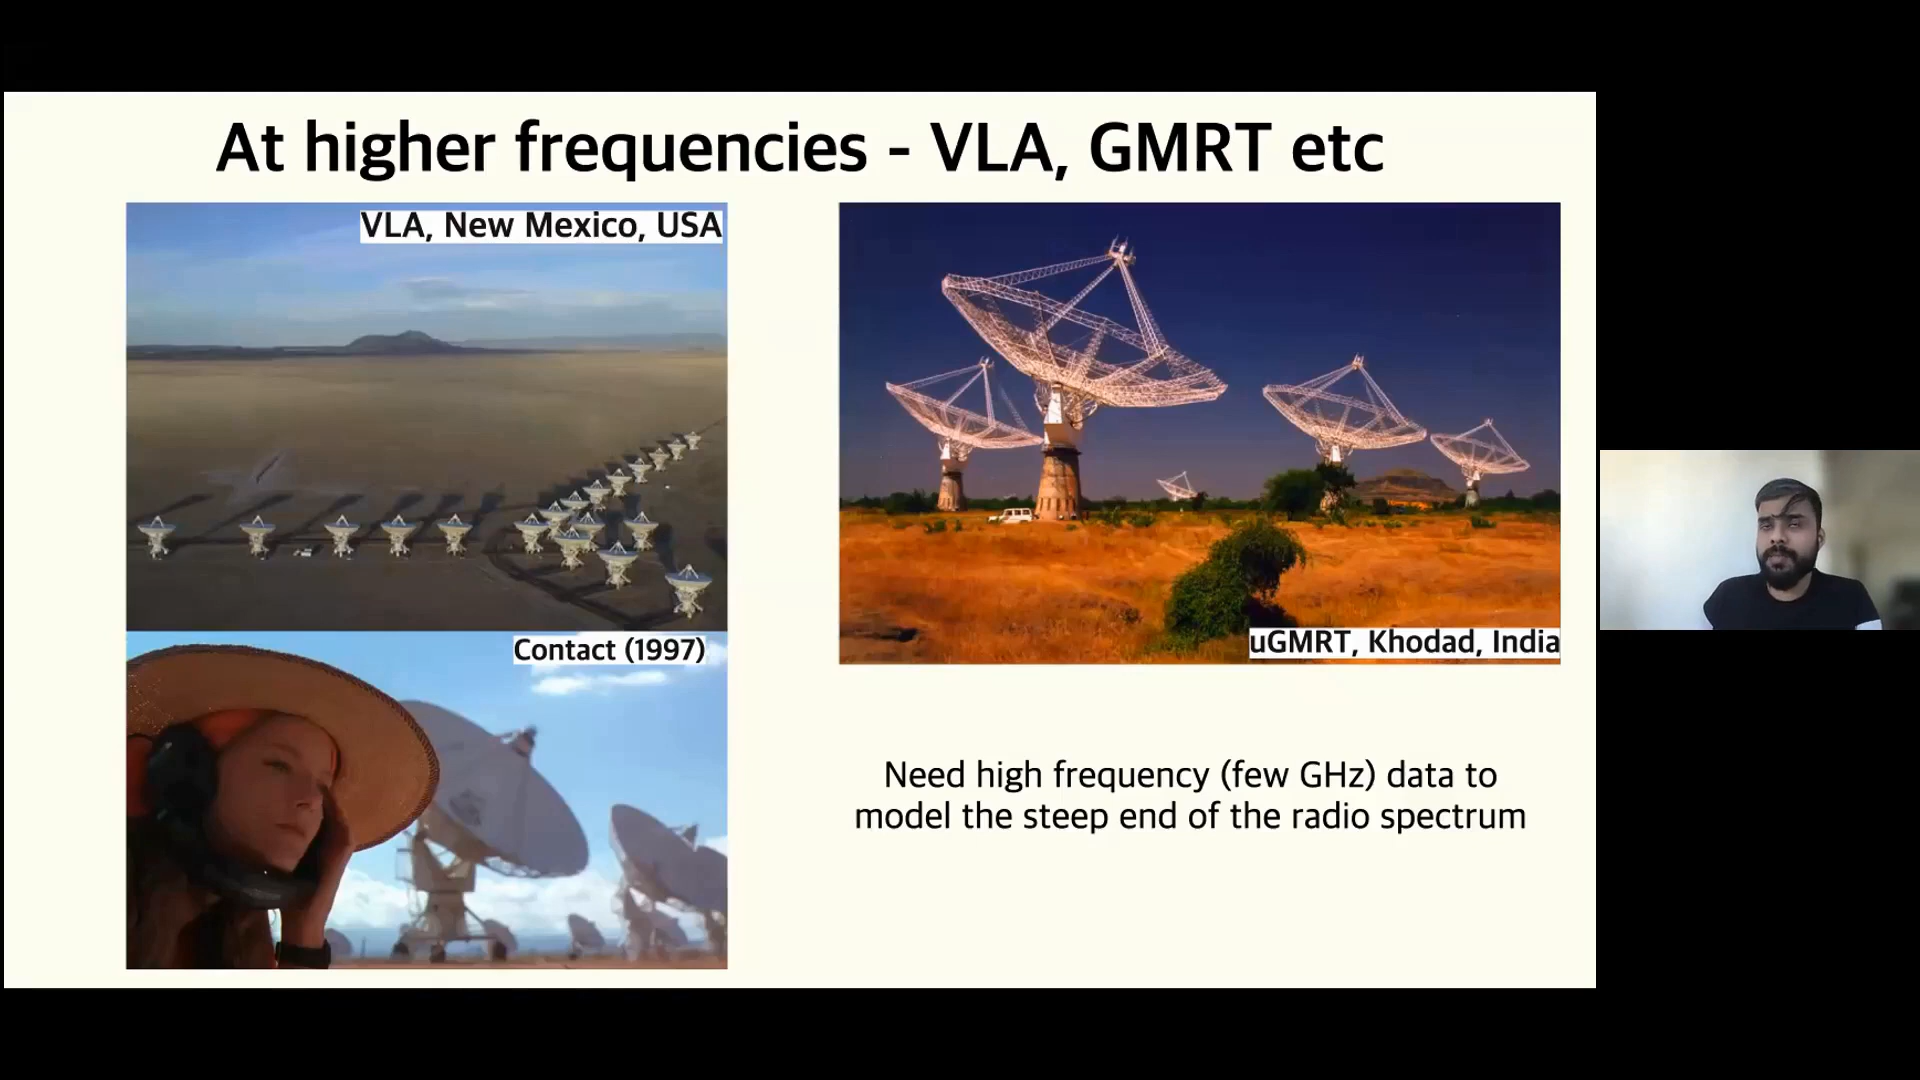 At higher frequencies - VLA, GMRT etc
VLA, New Mexico, USA
Contact (1997)
uGMRT, Khodad, India
Need high frequency (few GHz) data to
model the steep end of the radio spectrum